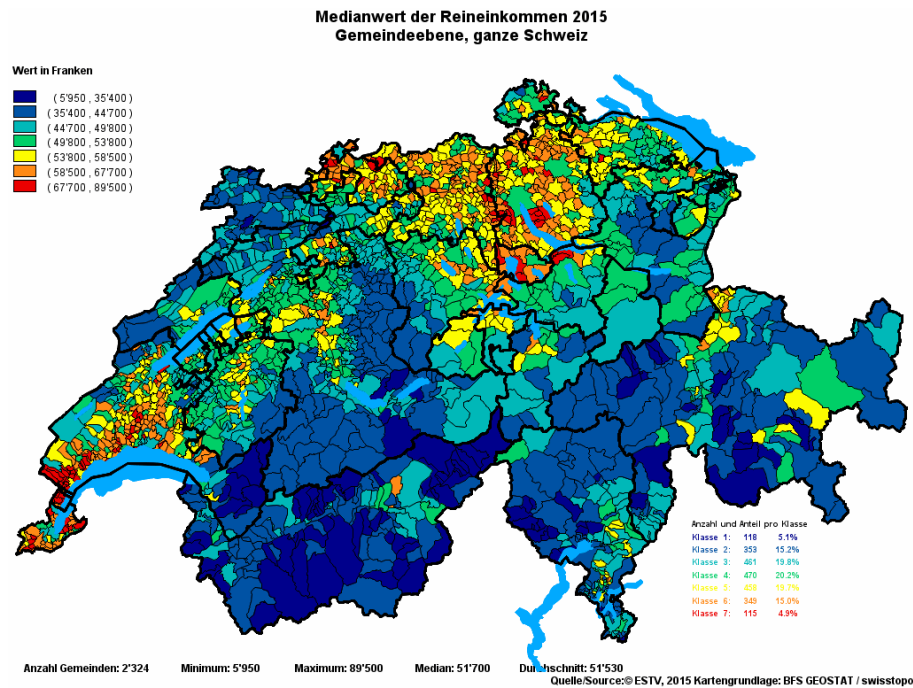 Medianwert der Reineinkommen 2015
Gemeindeebene, ganze Schweiz
Wert in Franken
( 5'950 , 35'400 )
( 35'400 , 44'700 )
( 44'700 , 49'800 )
( 49'800 , 53'800 )
( 53'800 , 58'500 )
( 58'500 , 67'700 )
( 67'700 , 89'500 )
Anzahl und Anteil pro Klasse
Klasse 1: 118 5.1%
Klasse 2: 353 15.2%
Klasse 3: 461 19.8%
Klasse 4: 470 20.2%
Klasse 5: 19.7%
Klasse 6: 349 15.0%
Klasse 7: 115 4.9%
Anzahl Gemeinden: 2'324 Minimum: 5'950 Maximum: 89'500 Median: 51'700 Durchschnitt: 51'530
Quelle/Source:© ESTV, 2015 Kartengrundlage: BFS GEOSTAT / swisstopo